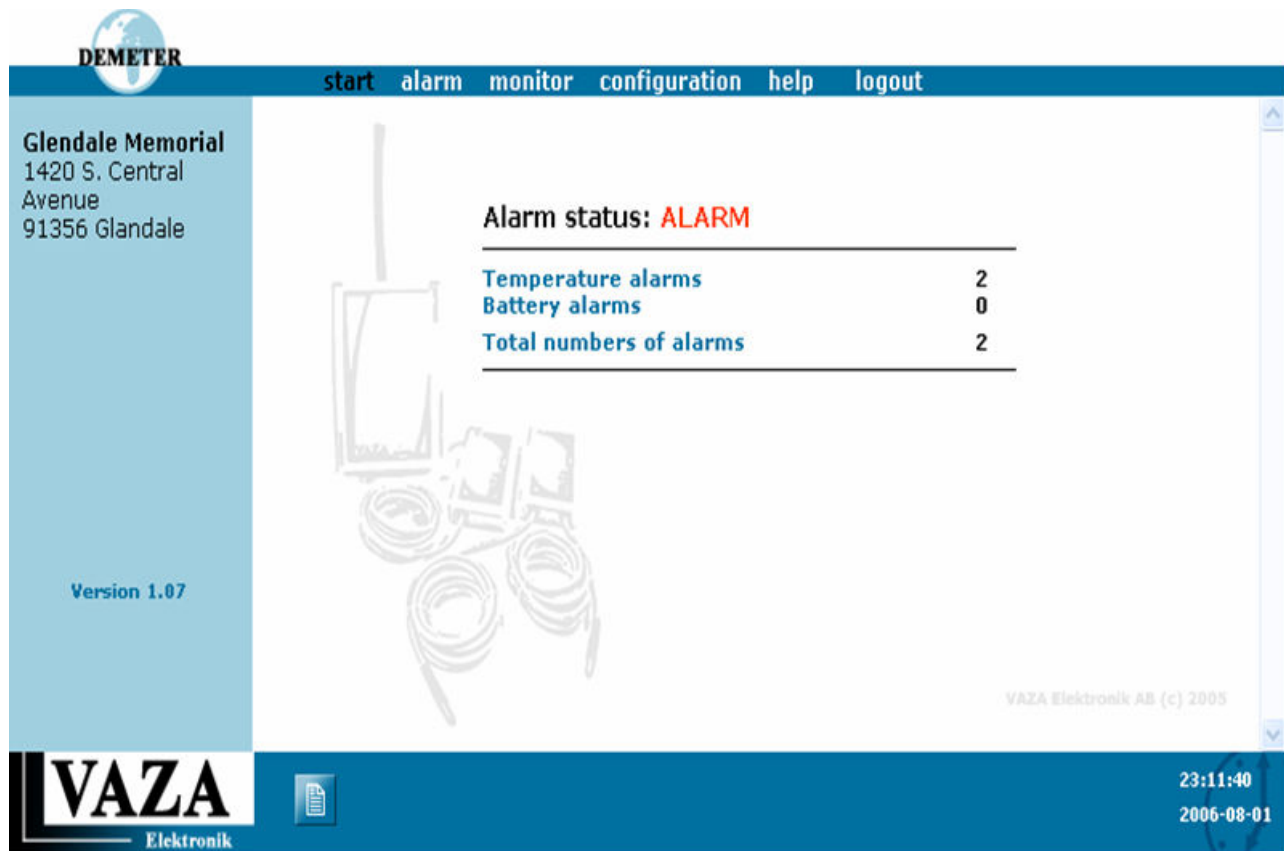 DEMETER
start alarm monitor configuration help logout
Glendale Memorial
1420 S. Central
Avenue
91356 Glandale
Alarm status: ALARM
Temperature alarms 2
Battery alarms 0
Total numbers of alarms 2
VAZA
Version 1.07
VAZA Elektronik AB (c) 2005
VAZA
Elektronik
23:11:40
2006-08-01